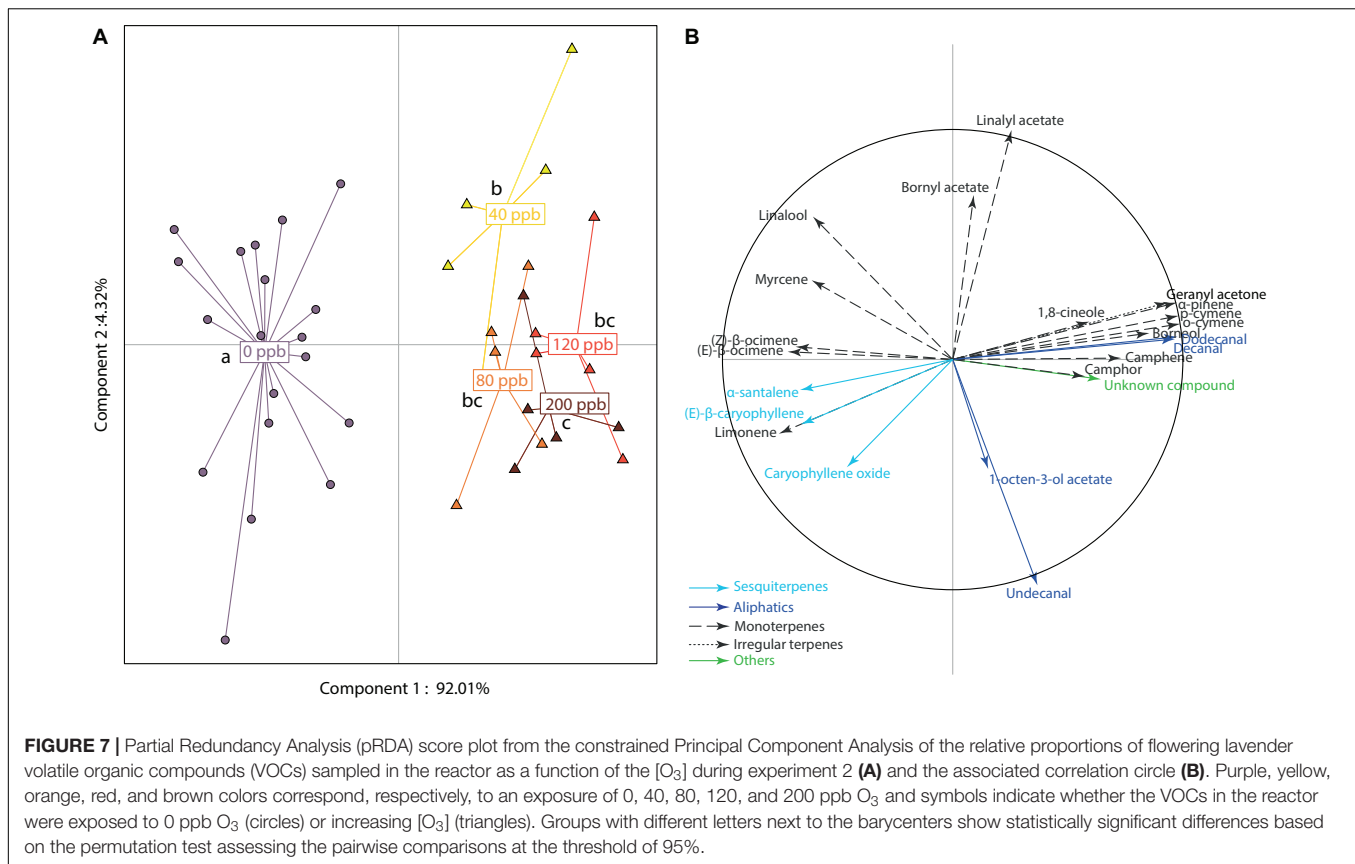 A
b
40 ppb
bc
120 ppb
0 ppb
a
80 ppb
bc
200 ppb
c
Component 2 :4.32%
Component 1 : 92.01%
B
Linalyl acetate
Bornyl acetate
Linalool
Myrcene
Geranyl acetone
α-pinene
1,8-cineole
p-cymene
o-cymene
Borneol
Dodecanal
Decanal
(Z)-β-ocimene
(E)-β-ocimene
Camphene
Camphor
Unknown compound
α-santalene
(E)-β-caryophyllene
Limonene
Caryophyllene oxide
1-octen-3-ol acetate
Undecanal
Sesquiterpenes
Aliphatics
Monoterpenes
Irregular terpenes
Others
FIGURE 7 | Partial Redundancy Analysis (pRDA) score plot from the constrained Principal Component Analysis of the relative proportions of flowering lavender
volatile organic compounds (VOCs) sampled in the reactor as a function of the [O₃] during experiment 2 (A) and the associated correlation circle (B). Purple, yellow,
orange, red, and brown colors correspond, respectively, to an exposure of 0, 40, 80, 120, and 200 ppb O₃ and symbols indicate whether the VOCs in the reactor
were exposed to 0 ppb O₃ (circles) or increasing [O₃] (triangles). Groups with different letters next to the barycenters show statistically significant differences based
on the permutation test assessing the pairwise comparisons at the threshold of 95%.